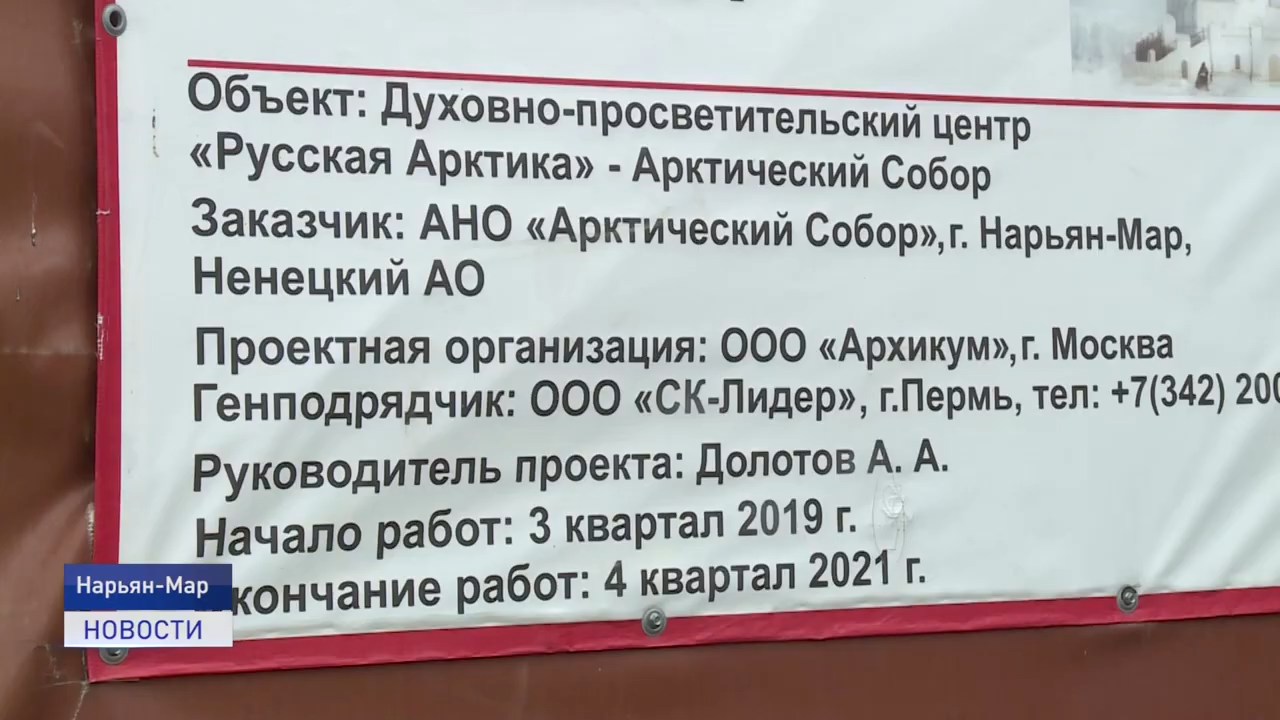 Объект: Духовно-просветительский центр
«Русская Арктика» - Арктический Собор
Заказчик: АНО «Арктический Собор», г. Нарьян-Мар,
Ненецкий АО
Проектная организация: ООО «Архикум», г. Москва
Генподрядчик: ООО «СК-Лидер», г.Пермь, тел: +7(342) 200
Руководитель проекта: Долотов А. А.
Начало работ: 3 квартал 2019 г.
кончание работ: 4 квартал 2021 г.
Нарьян-Мар
НОВОСТИ